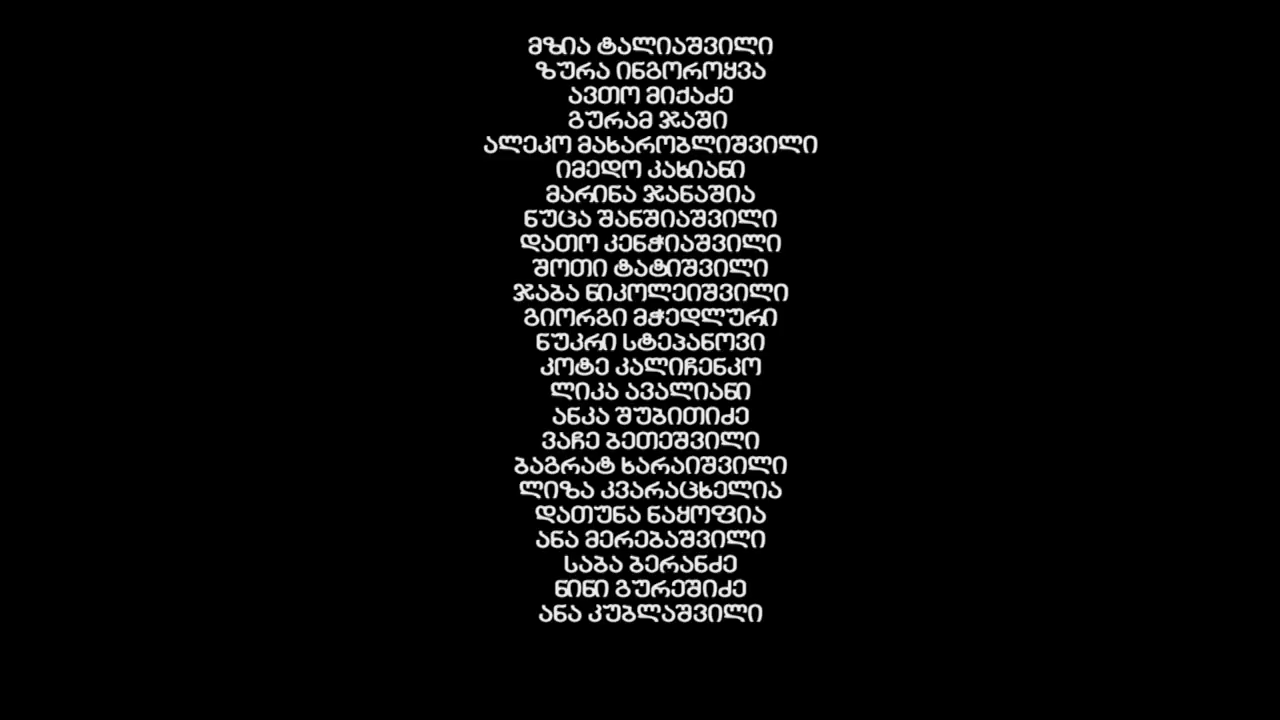 მზია ტალიაშვილი
ზურა ინგოროყვა
ავთო მიქაძე
გურამ ჯაში
ალეკო მახარობლიშვილი
იმედო კახიანი
მარინა ჯანაშია
ნუცა შანშიაშვილი
დათო კენჭიაშვილი
შოთი ტატიშვილი
ჯაბა ნიკოლეიშვილი
გიორგი მჭედლური
ნუკრი სტეპანოვი
კოტე კალიჩენკო
ლიკა ავალიანი
ანკა შუბითიძე
ვაჩე ბეთეშვილი
ბაგრატ ხარაიშვილი
ლიზა კვარაცხელია
დათუნა ნაყოფია
ანა მერებაშვილი
საბა ბერანძე
ნინი გურეშიძე
ანა კუბლაშვილი